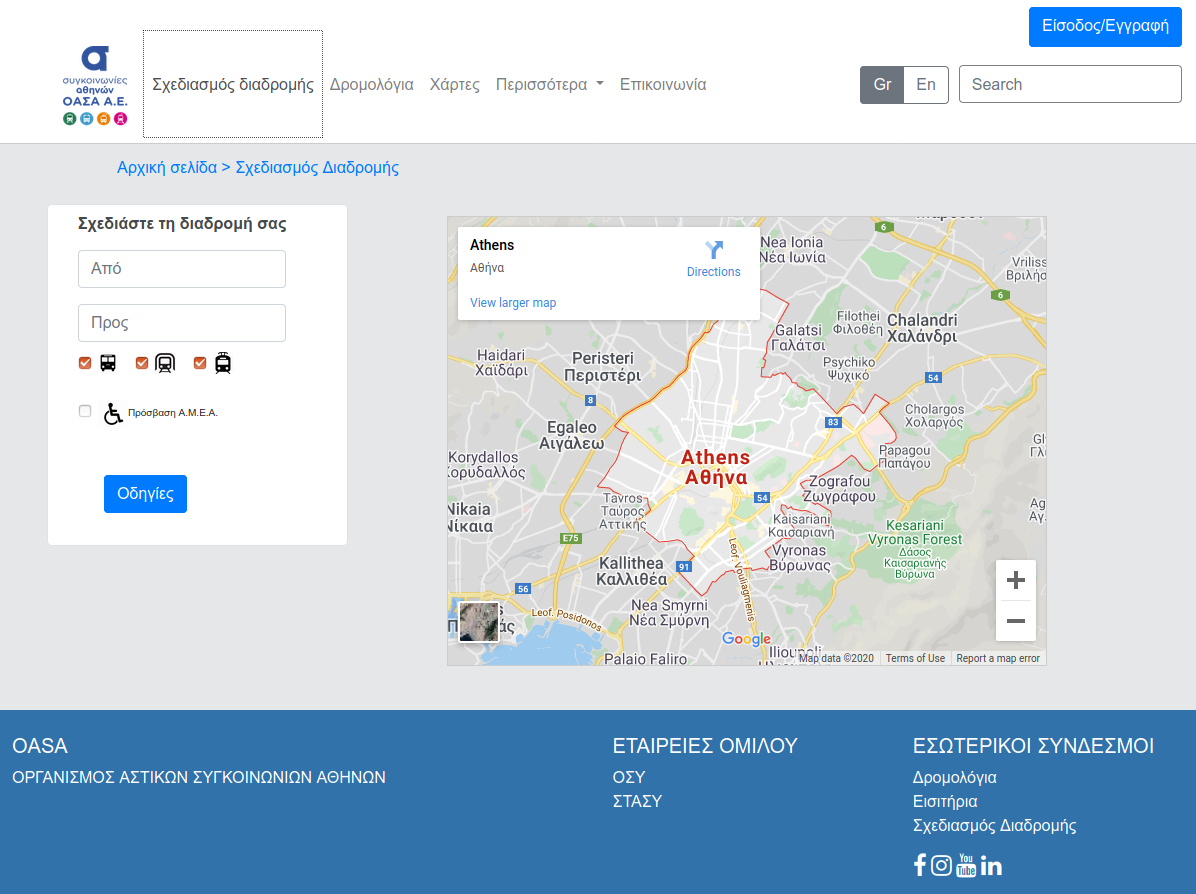 Είσοδος/Εγγραφή
συγκοινωνίες
αθηνών
ΟΑΣΑ Α.Ε.
Σχεδιασμός διαδρομής Δρομολόγια Χάρτες Περισσότερα Επικοινωνία
Gr En Search
Αρχική σελίδα > Σχεδιασμός Διαδρομής
Σχεδιάστε τη διαδρομή σας
Από
Προς
Πρόσβαση Α.Μ.Ε.Α.
Οδηγίες
Athens
Αθήνα
Directions
View larger map
6
Nea Ionia
Νέα Ιωνία
Vriliss
Βριλήσ
6
Filothei
Φιλοθέη
Chalandri
Χαλάνδρι
Galatsi
Γαλάτσι
Haidari
Χαϊδάρι
Peristeri
Περιστέρι
Psychiko
Ψυχικό
54
8
Cholargos
Χολαργός
83
Egaleo
Αιγάλεω
Papagou
Παπάγου
Korydallos
Κορυδαλλός
Athens
Αθήνα
Zografou
Ζωγράφου
54
Tavros
Ταύρος
Αττικής
Nikaia
Νίκαια
Kaisariani
Καισαριανή
Kesariani
Vyronas Forest
Δάσος
Καισαριανής
Βύρωνα
E75
Vyronas
Βύρωνας
Kallithea
Καλλιθέα
91
Leof. Vouliagmenis
56
Nea Smyrni
Νέα Σμύρνη
Leof. Posidonos
Google
Palaio Faliro
Map data ©2020 Terms of Use Report a map error
OASA
ΟΡΓΑΝΙΣΜΟΣ ΑΣΤΙΚΩΝ ΣΥΓΚΟΙΝΩΝΙΩΝ ΑΘΗΝΩΝ
ΕΤΑΙΡΕΙΕΣ ΟΜΙΛΟΥ
ΟΣΥ
ΣΤΑΣΥ
ΕΣΩΤΕΡΙΚΟΙ ΣΥΝΔΕΣΜΟΙ
Δρομολόγια
Εισιτήρια
Σχεδιασμός Διαδρομής
You
Tube